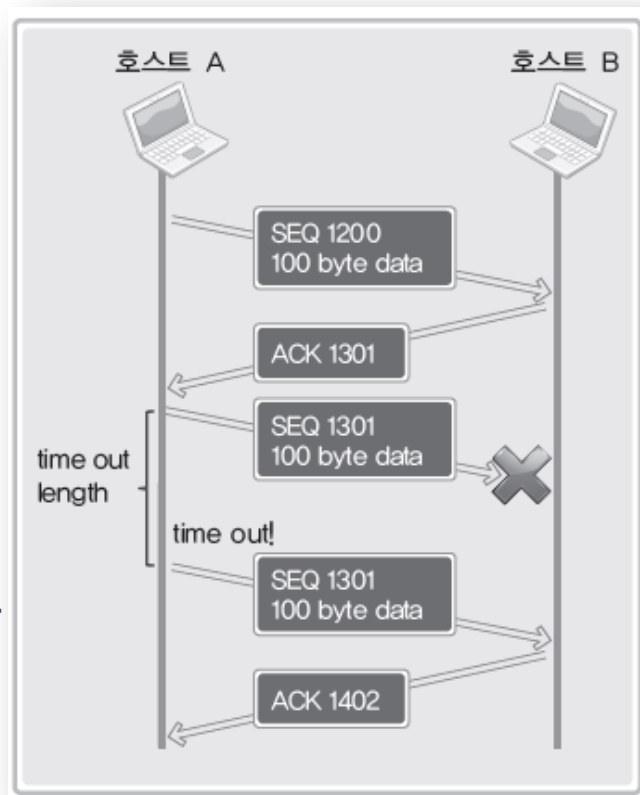 호스트 A
호스트 B
SEQ 1200
100 byte data
ACK 1301
SEQ 1301
100 byte data
time out
length
time out!
SEQ 1301
100 byte data
ACK 1402